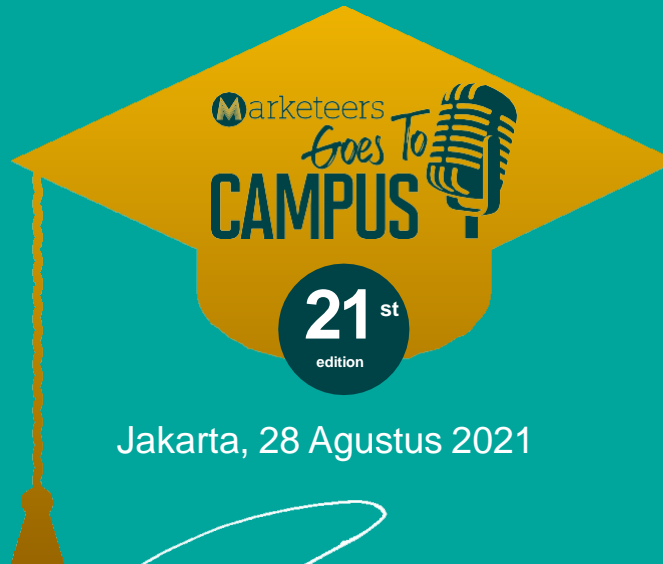 Marketeers
Goes To
CAMPUS
21st
edition
Jakarta, 28 Agustus 2021